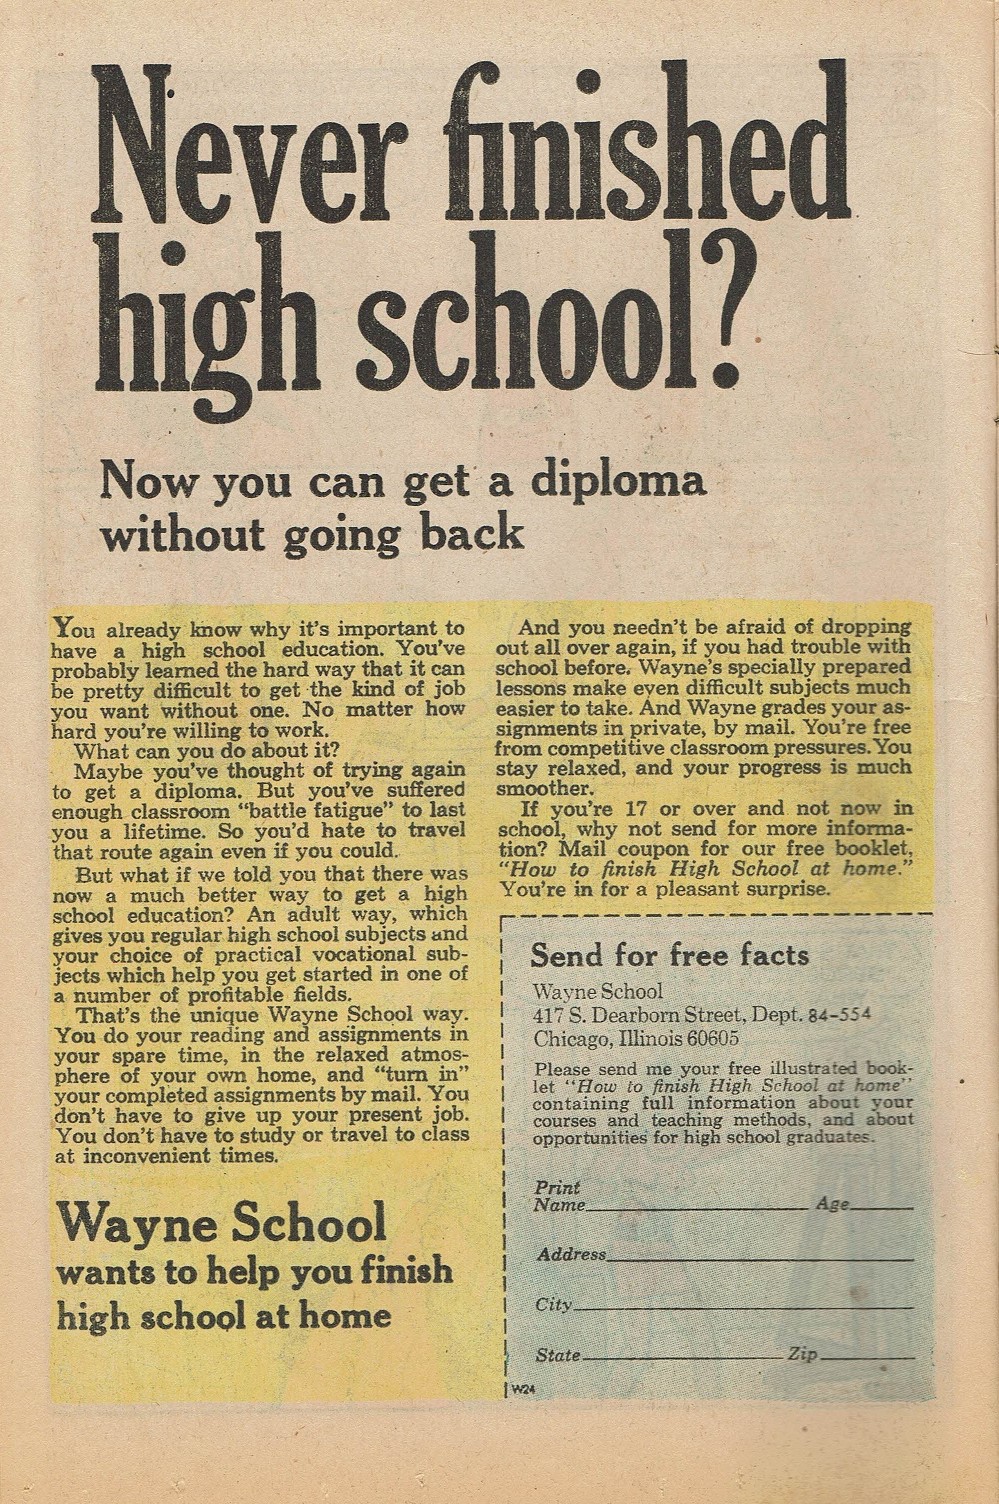 Never finished
high school?
Now you can get a diploma
without going back
You already know why it's important to
have a high school education. You've
probably learned the hard way that it can
be pretty difficult to get the kind of job
you want without one. No matter how
hard you're willing to work.
What can you do about it?
Maybe you've thought of trying again
to get a diploma. But you've suffered
enough classroom "battle fatigue" to last
you a lifetime. So you'd hate to travel
that route again even if you could.
But what if we told you that there was
now a much better way to get a high
school education? An adult way, which
gives you regular high school subjects and
your choice of practical vocational sub-
jects which help you get started in one of
a number of profitable fields.
That's the unique Wayne School way.
You do your reading and assignments in
your spare time, in the relaxed atmos-
phere of your own home, and "turn in"
your completed assignments by mail. You
don't have to give up your present job.
You don't have to study or travel to class
at inconvenient times.
Wayne School
wants to help you finish
high school at home
And you needn't be afraid of dropping
out all over again, if you had trouble with
school before. Wayne's specially prepared
lessons make even difficult subjects much
easier to take. And Wayne grades your as-
signments in private, by mail. You're free
from competitive classroom pressures. You
stay relaxed, and your progress is much
smoother.
If you're 17 or over and not now in
school, why not send for more informa-
tion? Mail coupon for our free booklet,
"How to finish High School at home."
You're in for a pleasant surprise.
Send for free facts
Wayne School
417 S. Dearborn Street, Dept. 84-554
Chicago, Illinois 60605
Please send me your free illustrated book-
let "How to finish High School at home"
containing full information about your
courses and teaching methods, and about
opportunities for high school graduates.
Print
Name Age
Address
City
State Zip
W24